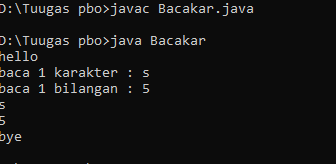 D:\Tuugas pbo>javac Bacakar.java
D:\Tuugas pbo>java Bacakar
hello
baca 1 karakter : s
baca 1 bilangan : 5
s
5
bye